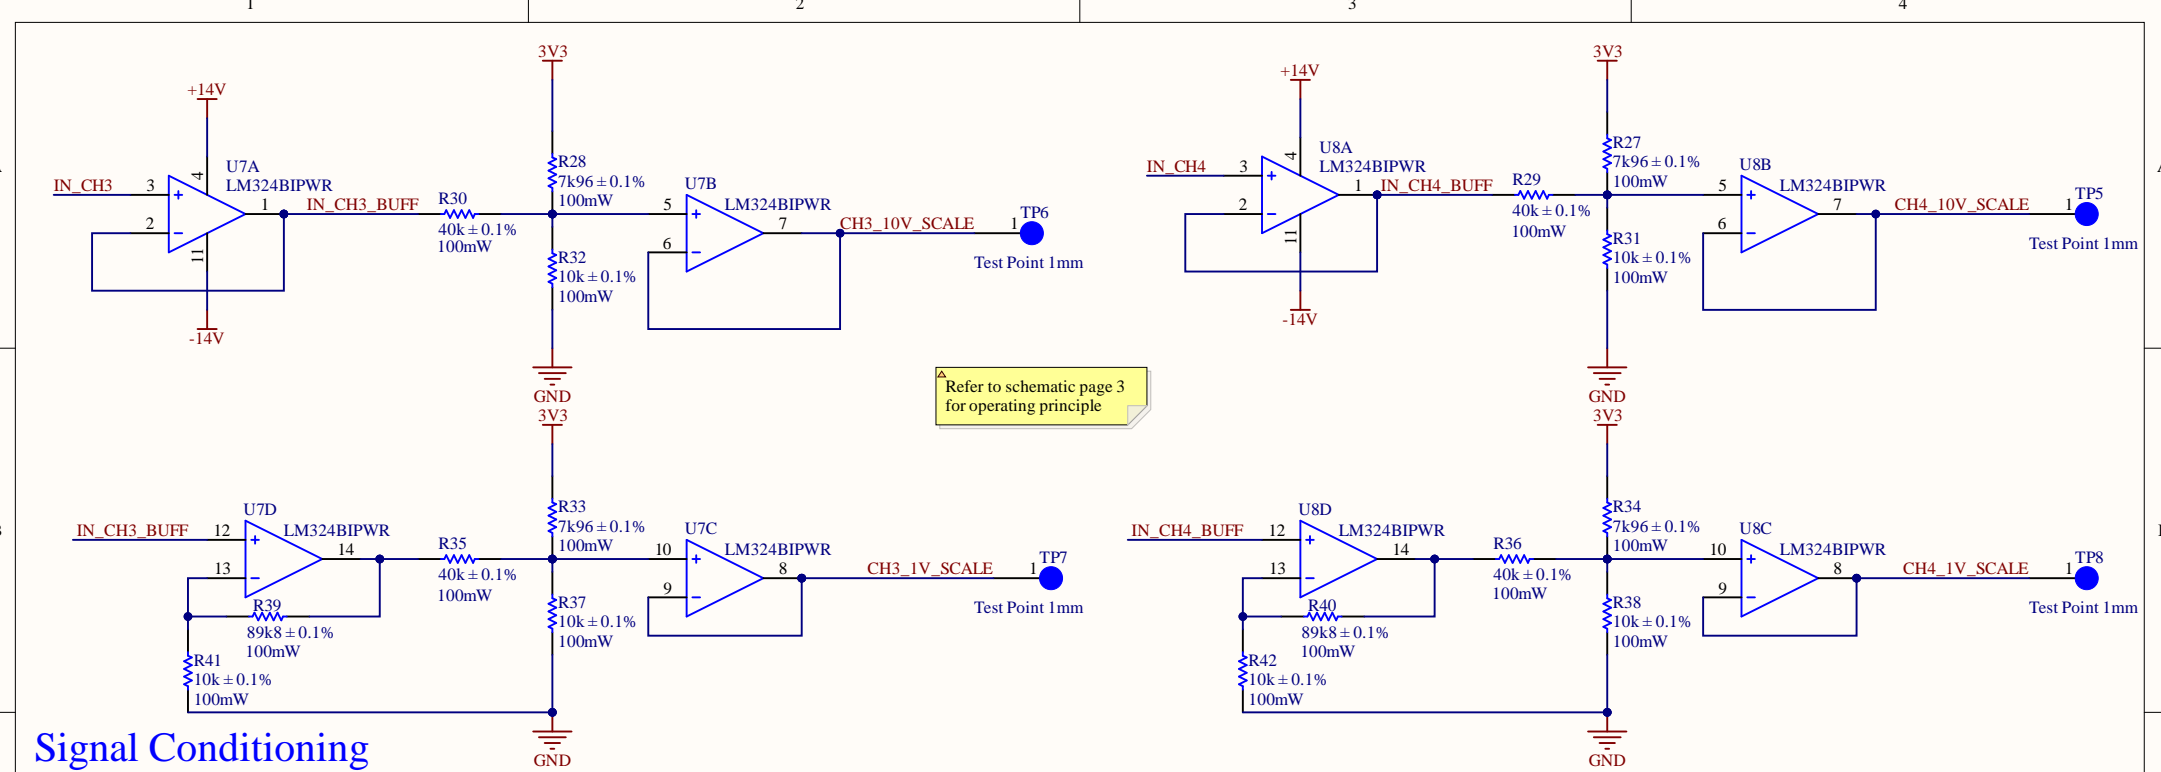 1 2 3 4
3V3
+14V
U7A
LM324BIPWR
IN_CH3
3
2
4
11
1
IN_CH3_BUFF
-14V
R30
40k ± 0.1%
100mW
R28
7k96 ± 0.1%
100mW
R32
10k ± 0.1%
100mW
GND
U7B
LM324BIPWR
5
6
7
CH3_10V_SCALE
1
TP6
Test Point 1mm
3V3
+14V
U8A
LM324BIPWR
IN_CH4
3
2
4
11
1
IN_CH4_BUFF
-14V
R29
40k ± 0.1%
100mW
R27
7k96 ± 0.1%
100mW
R31
10k ± 0.1%
100mW
GND
U8B
LM324BIPWR
5
6
7
CH4_10V_SCALE
1
TP5
Test Point 1mm
Refer to schematic page 3
for operating principle
3V3
U7D
LM324BIPWR
IN_CH3_BUFF
12
13
14
R39
89k8 ± 0.1%
100mW
R41
10k ± 0.1%
100mW
R35
40k ± 0.1%
100mW
R33
7k96 ± 0.1%
100mW
R37
10k ± 0.1%
100mW
GND
U7C
LM324BIPWR
10
9
8
CH3_1V_SCALE
1
TP7
Test Point 1mm
3V3
U8D
LM324BIPWR
IN_CH4_BUFF
12
13
14
R40
89k8 ± 0.1%
100mW
R42
10k ± 0.1%
100mW
R36
40k ± 0.1%
100mW
R34
7k96 ± 0.1%
100mW
R38
10k ± 0.1%
100mW
GND
U8C
LM324BIPWR
10
9
8
CH4_1V_SCALE
1
TP8
Test Point 1mm
Signal Conditioning